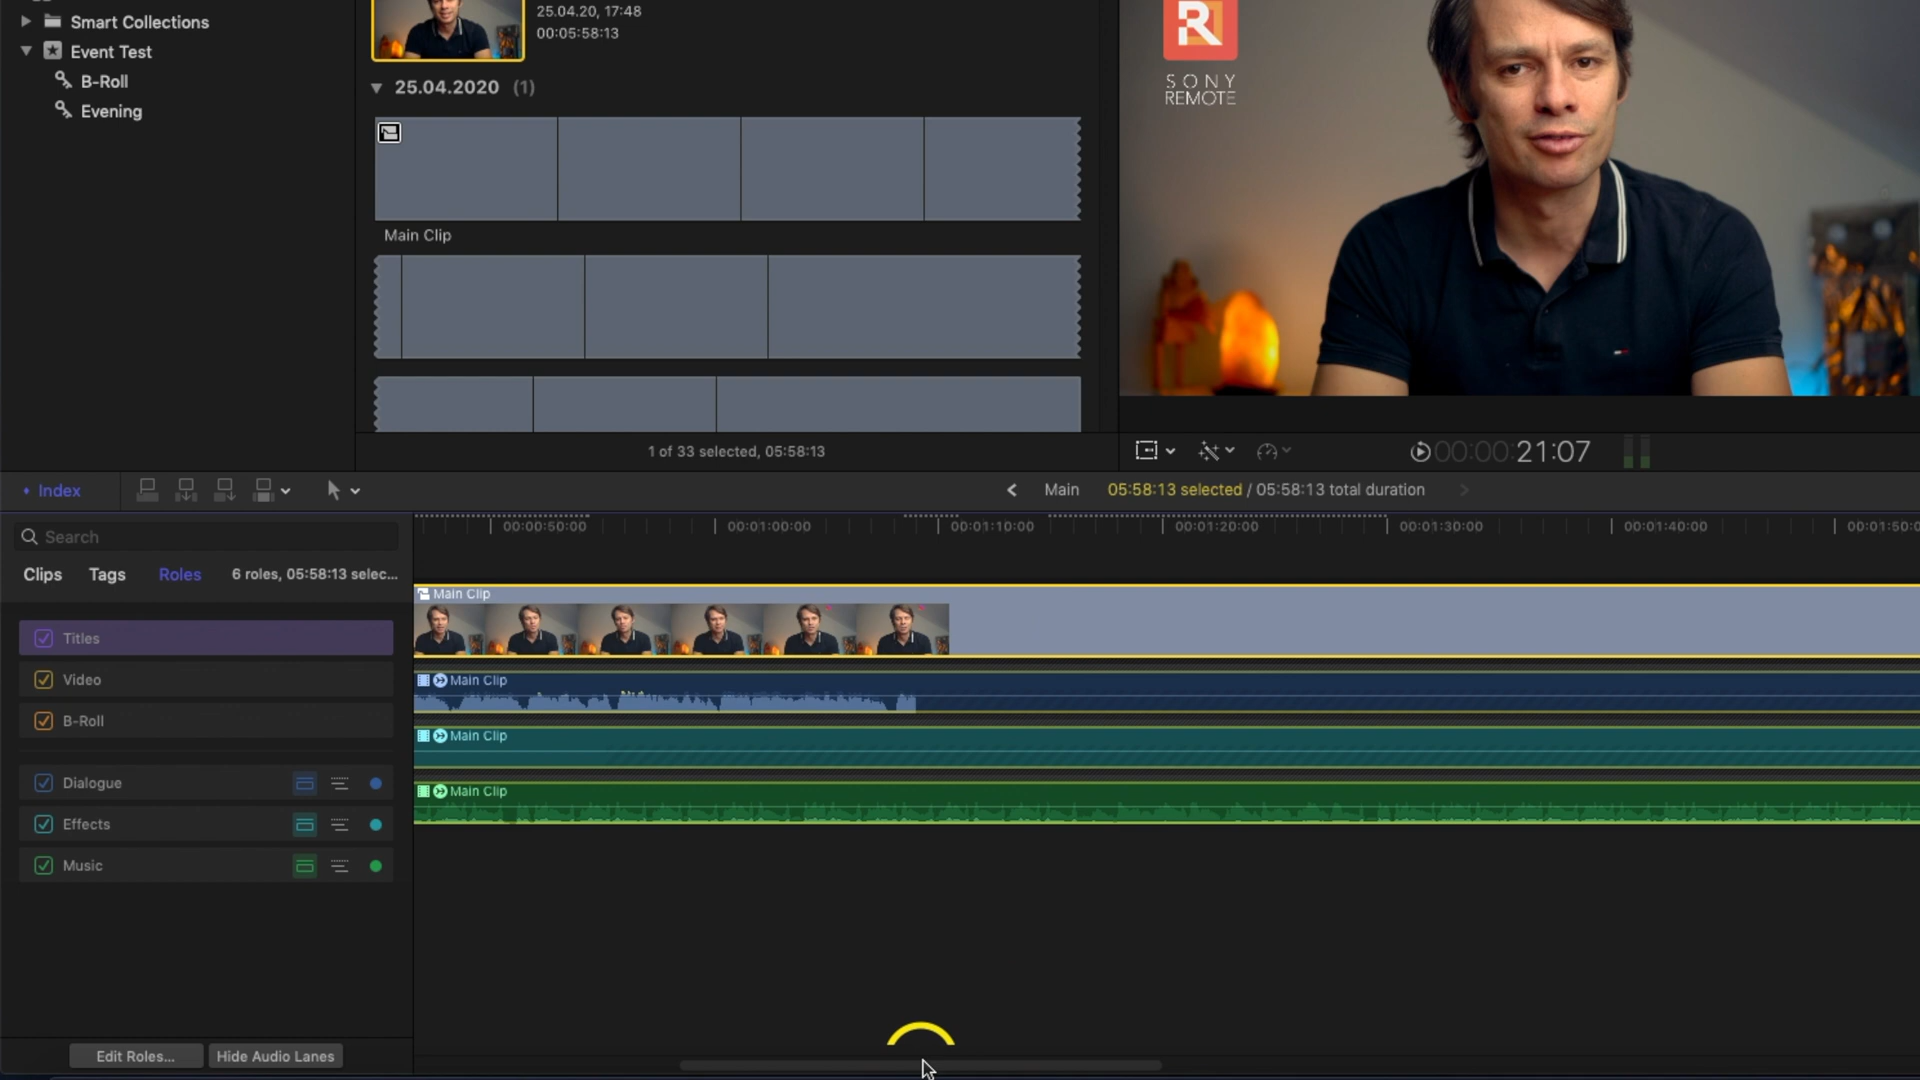 Smart Collections
Event Test
B-Roll
Evening
25.04.20, 17:48
00:05:58:13
25.04.2020 (1)
Main Clip
1 of 33 selected, 05:58:13
R
SONY
REMOTE
00:00:21:07
Index
Main
05:58:13 selected / 05:58:13 total duration
Search
Clips
Tags
Roles
6 roles, 05:58:13 selec...
Titles
Video
B-Roll
Dialogue
Effects
Music
Edit Roles...
Hide Audio Lanes
00:00:50:00
00:01:00:00
00:01:10:00
00:01:20:00
00:01:30:00
00:01:40:00
00:01:50:0
Main Clip
Main Clip
Main Clip
Main Clip